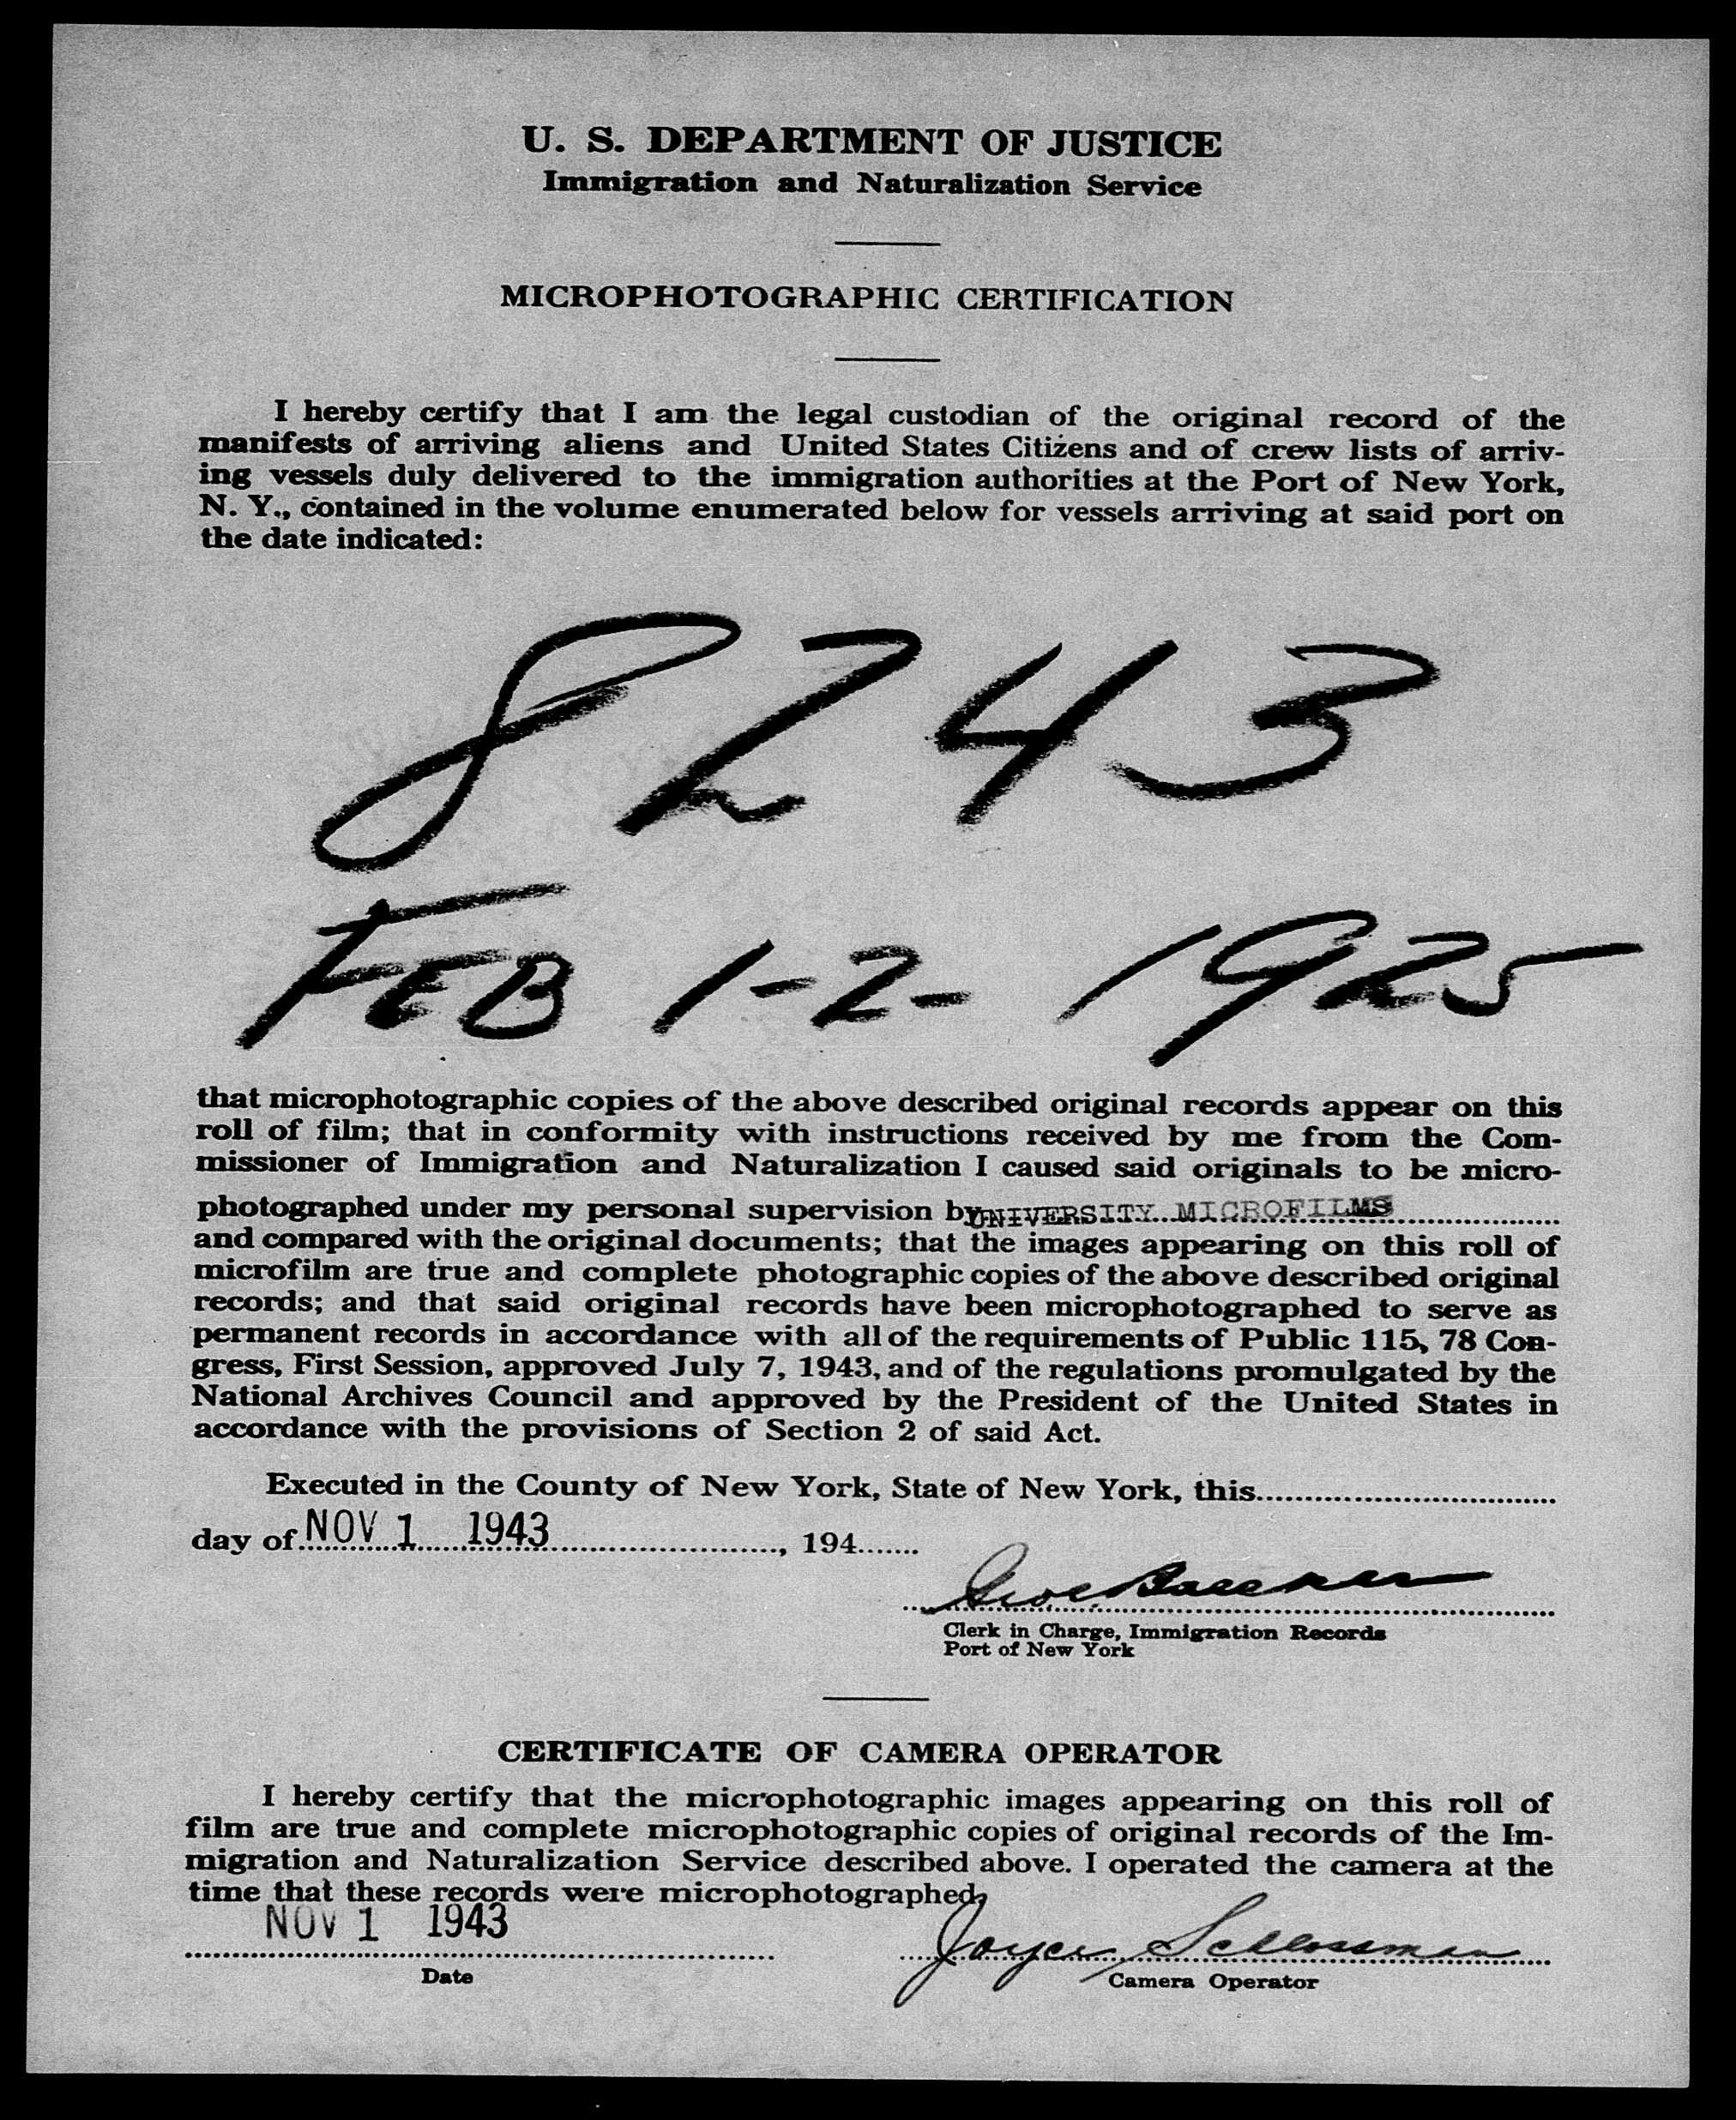 U. S. DEPARTMENT OF JUSTICE
Immigration and Naturalization Service
MICROPHOTOGRAPHIC CERTIFICATION
I hereby certify that I am the legal custodian of the original record of the
manifests of arriving aliens and United States Citizens and of crew lists of arriv-
ing vessels duly delivered to the immigration authorities at the Port of New York,
N. Y., contained in the volume enumerated below for vessels arriving at said port on
the date indicated:
8243
FEB 1-2- 1925
that microphotographic copies of the above described original records appear on this
roll of film; that in conformity with instructions received by me from the Com-
missioner of Immigration and Naturalization I caused said originals to be micro-
photographed under my personal supervision by UNIVERSITY MICROFILMS
and compared with the original documents; that the images appearing on this roll of
microfilm are true and complete photographic copies of the above described original
records; and that said original records have been microphotographed to serve as
permanent records in accordance with all of the requirements of Public 115, 78 Con-
gress, First Session, approved July 7, 1943, and of the regulations promulgated by the
National Archives Council and approved by the President of the United States in
accordance with the provisions of Section 2 of said Act.
Executed in the County of New York, State of New York, this
day of NOV 1 1943, 194
Clerk in Charge, Immigration Records
Port of New York
CERTIFICATE OF CAMERA OPERATOR
I hereby certify that the microphotographic images appearing on this roll of
film are true and complete microphotographic copies of original records of the Im-
migration and Naturalization Service described above. I operated the camera at the
time that these records were microphotographed.
NOV 1 1943
Joyce Schlossman
Date
Camera Operator